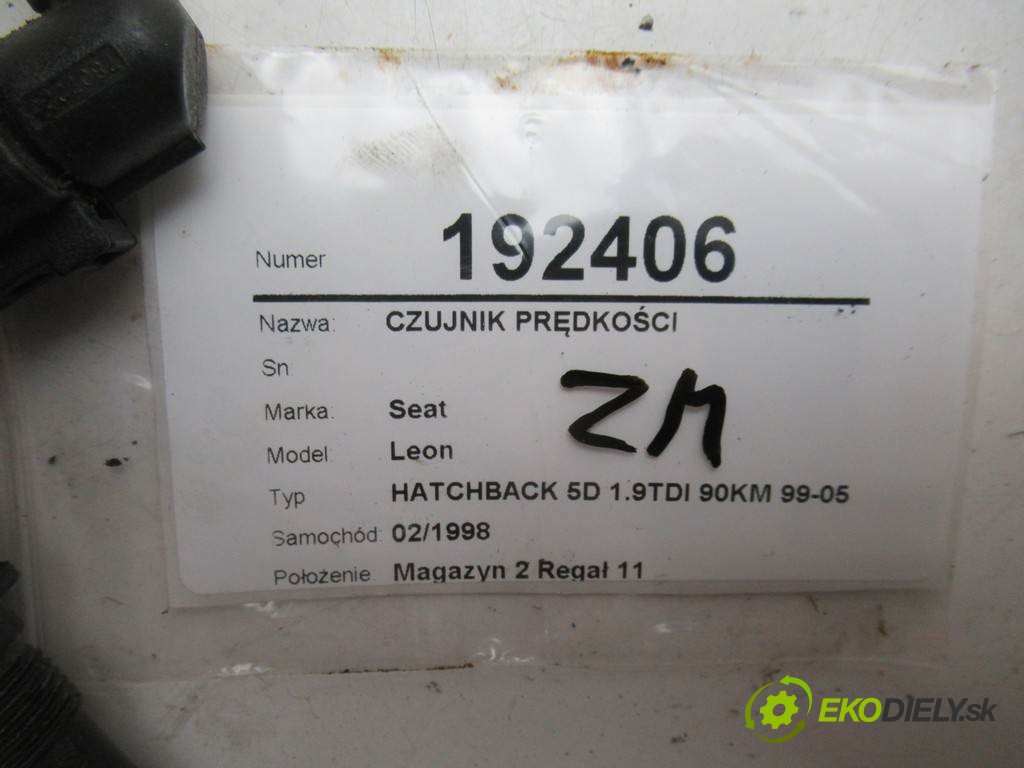 Numer 192406
Nazwa: CZUJNIK PRĘDKOŚCI
Sn
ZM
Marka: Seat
Model Leon
Typ HATCHBACK 5D 1.9TDI 90KM 99-05
Samochód: 02/1998
Położenie: Magazyn 2 Regał 11
EKODIELY.sk